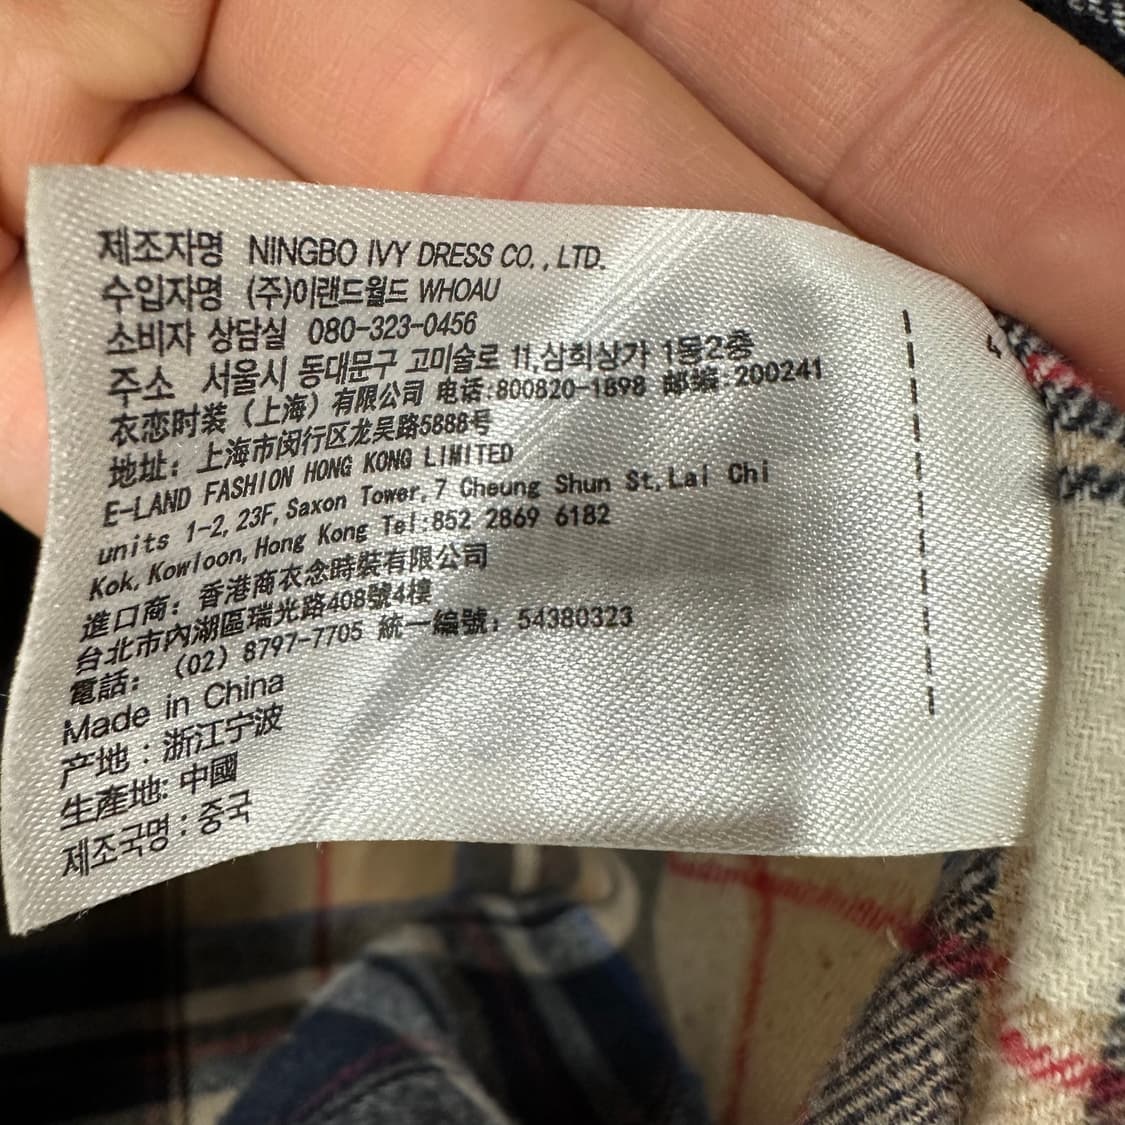 제조자명 NINGBO IVY DRESS CO., LTD.
수입자명 (주)이랜드월드 WHOAU
소비자 상담실 080-323-0456
주소 서울시 동대문구 고미술로 11,삼희상가 1동2층
衣恋时装（上海）有限公司 电话:800820-1898 邮编:200241
地址: 上海市闵行区龙吴路5888号
E-LAND FASHION HONG KONG LIMITED
units 1-2,23F,Saxon Tower,7 Cheung Shun St,Lai Chi
Kok,Kowloon,Hong Kong Tel:852 2869 6182
進口商: 香港商衣念時裝有限公司
台北市內湖區瑞光路408號4樓
電話: (02) 8797-7705 統一編號: 54380323
Made in China
产地:浙江宁波
生産地:中國
제조국명:중국
4